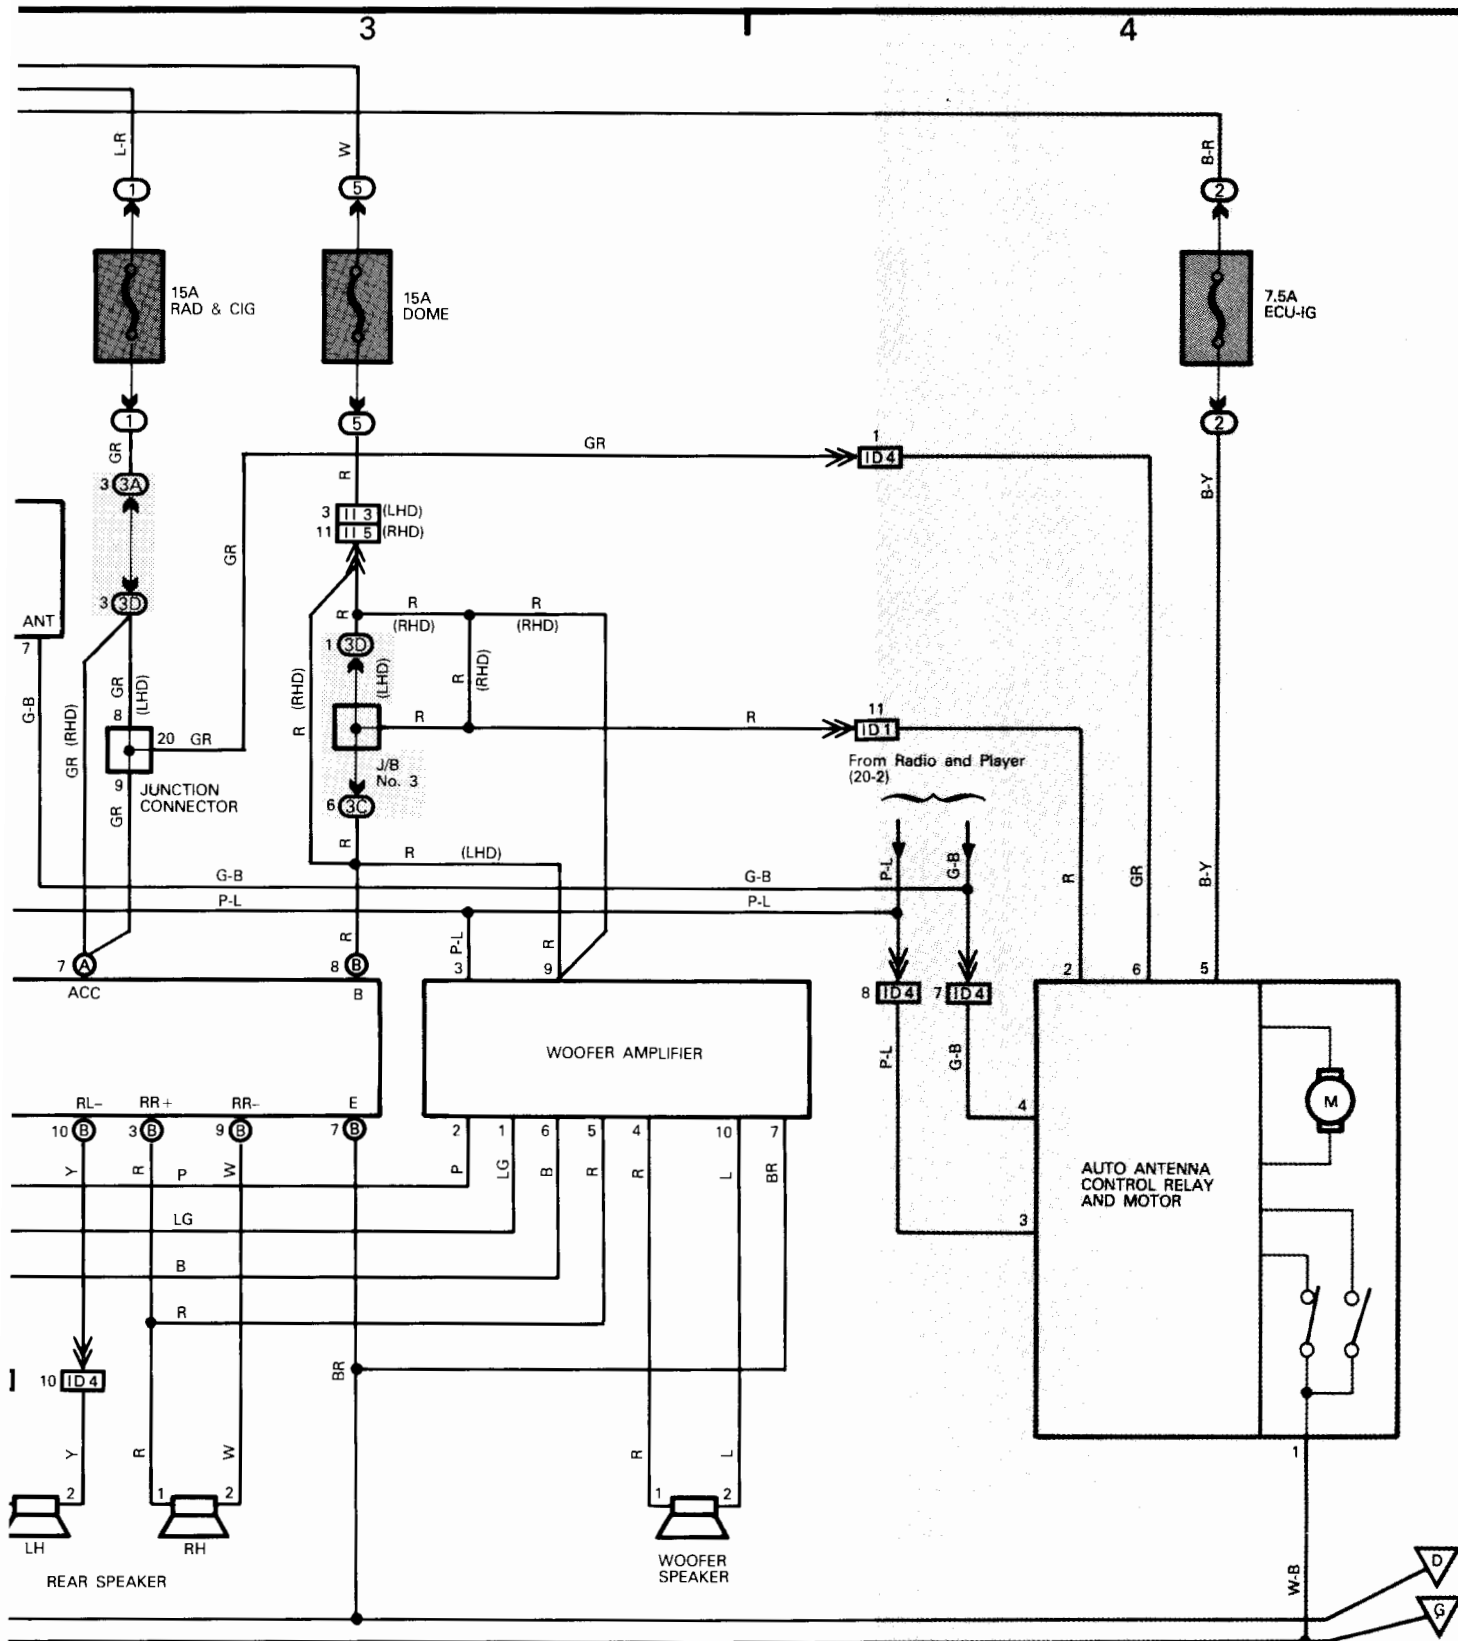 3
4
L-R
W
B-R
1
5
2
15A
RAD & CIG
15A
DOME
7.5A
ECU-IG
1
5
2
GR
R
GR
1
ID4
B-Y
3 3A
3 II 3 (LHD)
11 II 5 (RHD)
GR
3 3D
ANT
7
R
R
(RHD)
R
(RHD)
1 3D
G-B
GR
(LHD)
GR (RHD)
R (RHD)
(LHD)
R
(RHD)
8
20 GR
9
JUNCTION
CONNECTOR
GR
R
R
11
ID1
J/B
No. 3
6 3C
From Radio and Player
(20-2)
R
R (LHD)
P-L
G-B
R
GR
B-Y
G-B
G-B
P-L
P-L
R
P-L
R
7 A
8 B
3
9
2
6
5
ACC
B
8 ID4
7 ID4
WOOFER AMPLIFIER
P-L
G-B
RL-
RR+
RR-
E
10 B
3 B
9 B
7 B
2
1
6
5
4
10
7
4
M
Y
R
P
W
P
LG
B
R
R
L
BR
AUTO ANTENNA
CONTROL RELAY
AND MOTOR
LG
3
B
R
BR
10 ID4
Y
R
W
R
L
1
2
1
2
1
2
LH
RH
REAR SPEAKER
WOOFER
SPEAKER
W-B
D
G